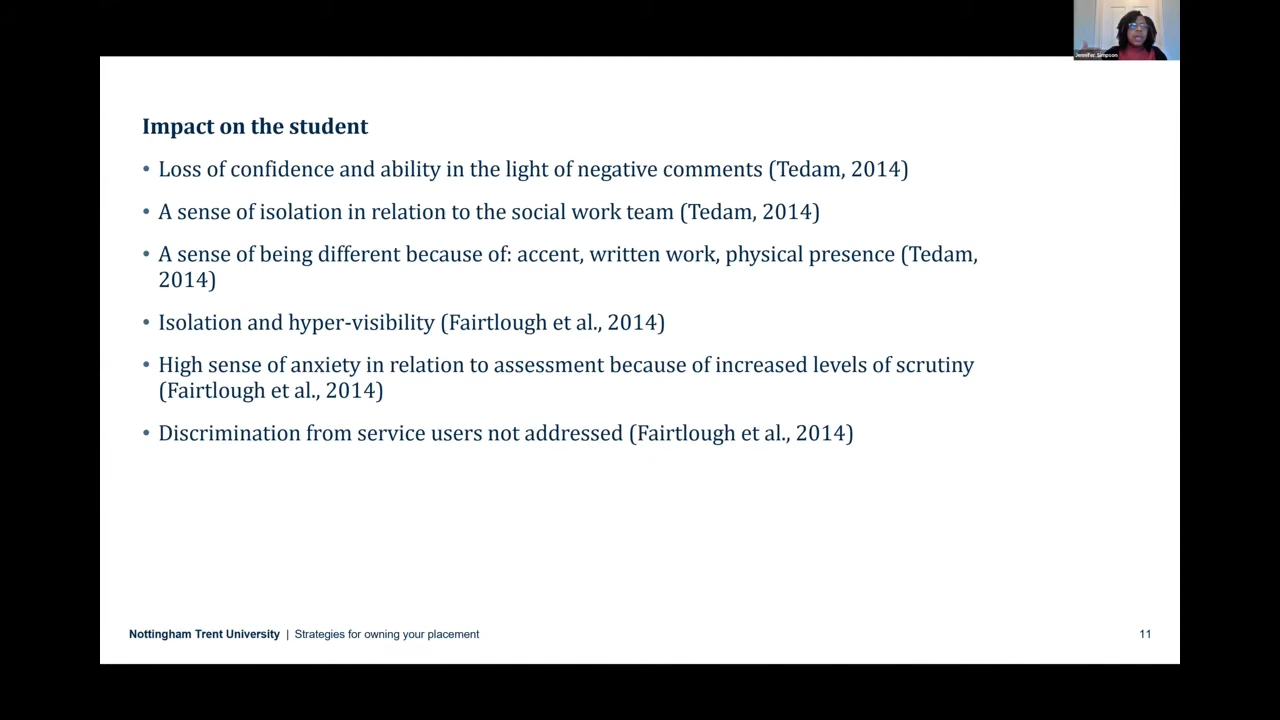 Jennifer Simpson
Impact on the student
• Loss of confidence and ability in the light of negative comments (Tedam, 2014)
• A sense of isolation in relation to the social work team (Tedam, 2014)
• A sense of being different because of: accent, written work, physical presence (Tedam,
2014)
• Isolation and hyper-visibility (Fairtlough et al., 2014)
• High sense of anxiety in relation to assessment because of increased levels of scrutiny
(Fairtlough et al., 2014)
• Discrimination from service users not addressed (Fairtlough et al., 2014)
Nottingham Trent University | Strategies for owning your placement
11